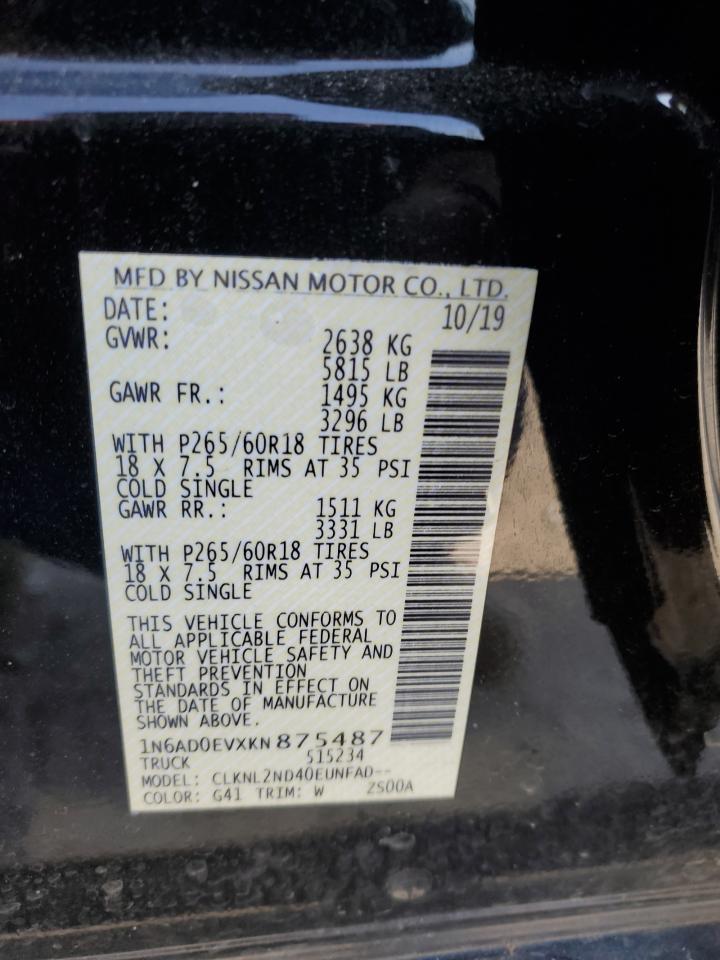 MFD BY NISSAN MOTOR CO., LTD.
DATE: 10/19
GVWR: 2638 KG
5815 LB
GAWR FR.: 1495 KG
3296 LB
WITH P265/60R18 TIRES
18 X 7.5 RIMS AT 35 PSI
COLD SINGLE
GAWR RR.: 1511 KG
3331 LB
WITH P265/60R18 TIRES
18 X 7.5 RIMS AT 35 PSI
COLD SINGLE
THIS VEHICLE CONFORMS TO
ALL APPLICABLE FEDERAL
MOTOR VEHICLE SAFETY AND
THEFT PREVENTION
STANDARDS IN EFFECT ON
THE DATE OF MANUFACTURE
SHOWN ABOVE.
1N6AD0EVXKN875487
TRUCK 515234
MODEL: CLKNL2ND40EUNFAD--
COLOR: G41 TRIM: W ZS00A